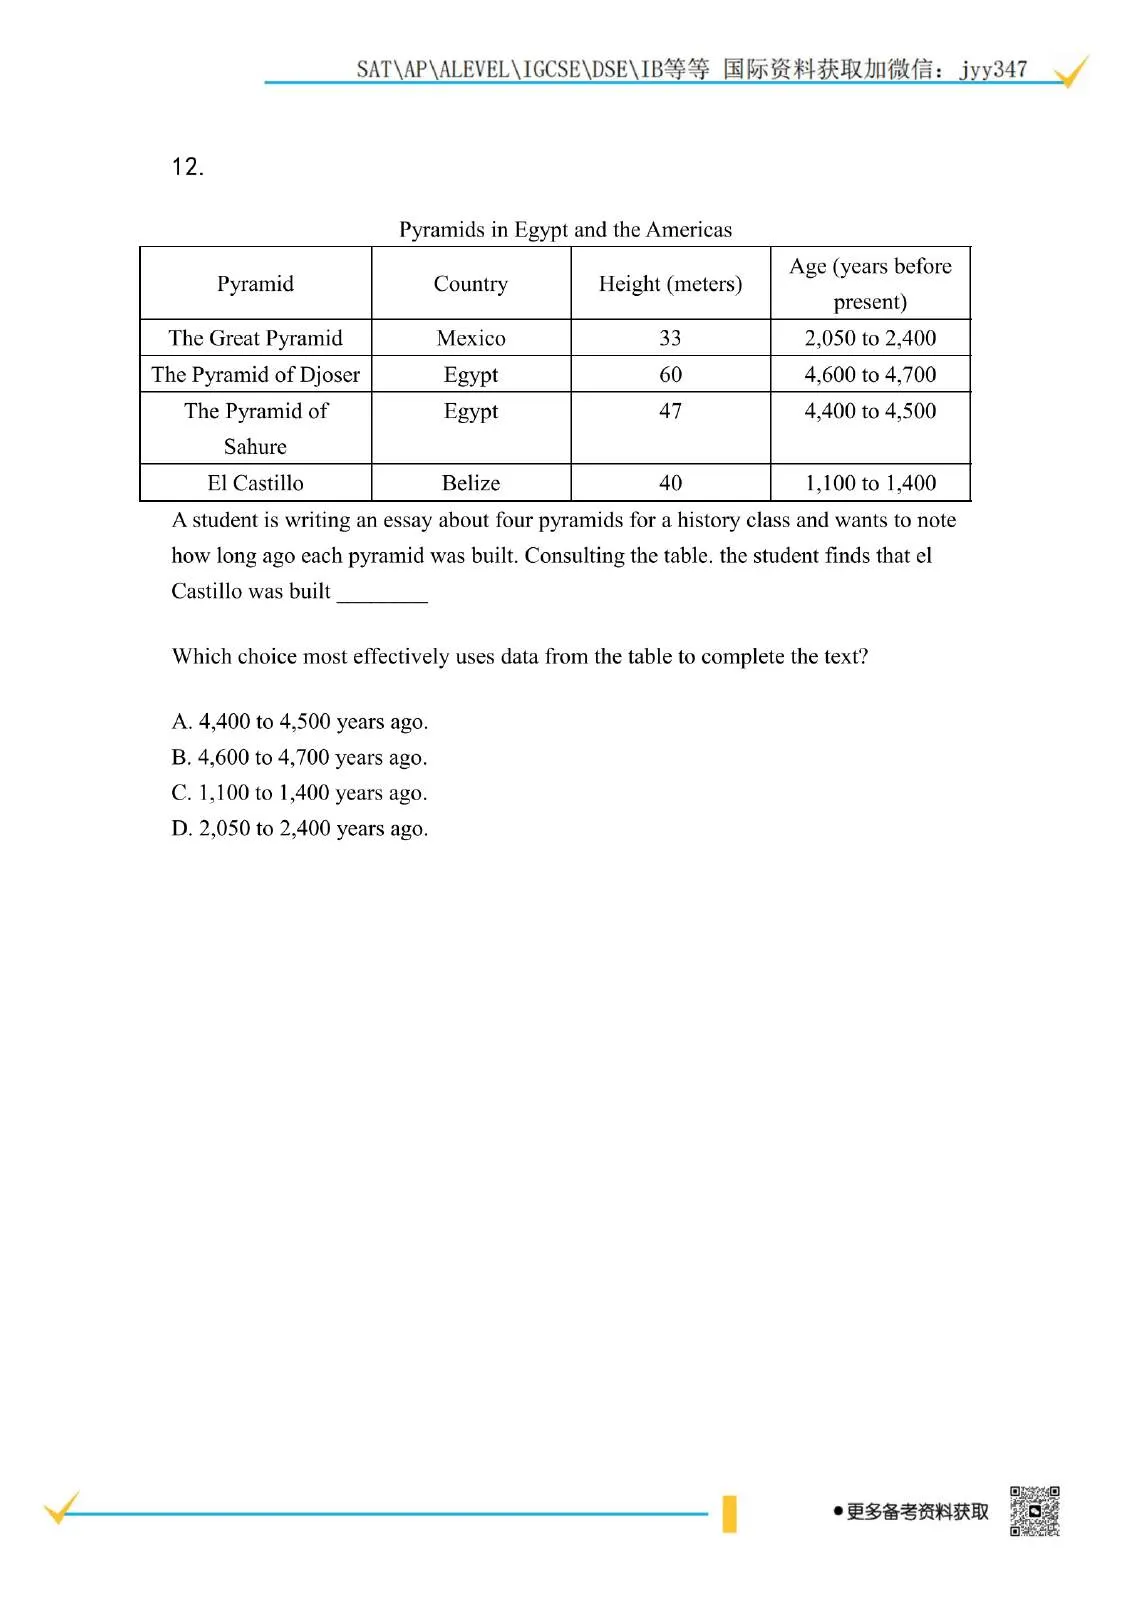 SAT\AP\ALEVEL\IGCSE\DSE\IB等等 国际资料获取加微信：jyy347
12.
Pyramids in Egypt and the Americas
Pyramid Country Height (meters) Age (years before present)
The Great Pyramid Mexico 33 2,050 to 2,400
The Pyramid of Djoser Egypt 60 4,600 to 4,700
The Pyramid of Sahure Egypt 47 4,400 to 4,500
El Castillo Belize 40 1,100 to 1,400
A student is writing an essay about four pyramids for a history class and wants to note
how long ago each pyramid was built. Consulting the table. the student finds that el
Castillo was built ________
Which choice most effectively uses data from the table to complete the text?
A. 4,400 to 4,500 years ago.
B. 4,600 to 4,700 years ago.
C. 1,100 to 1,400 years ago.
D. 2,050 to 2,400 years ago.
●更多备考资料获取